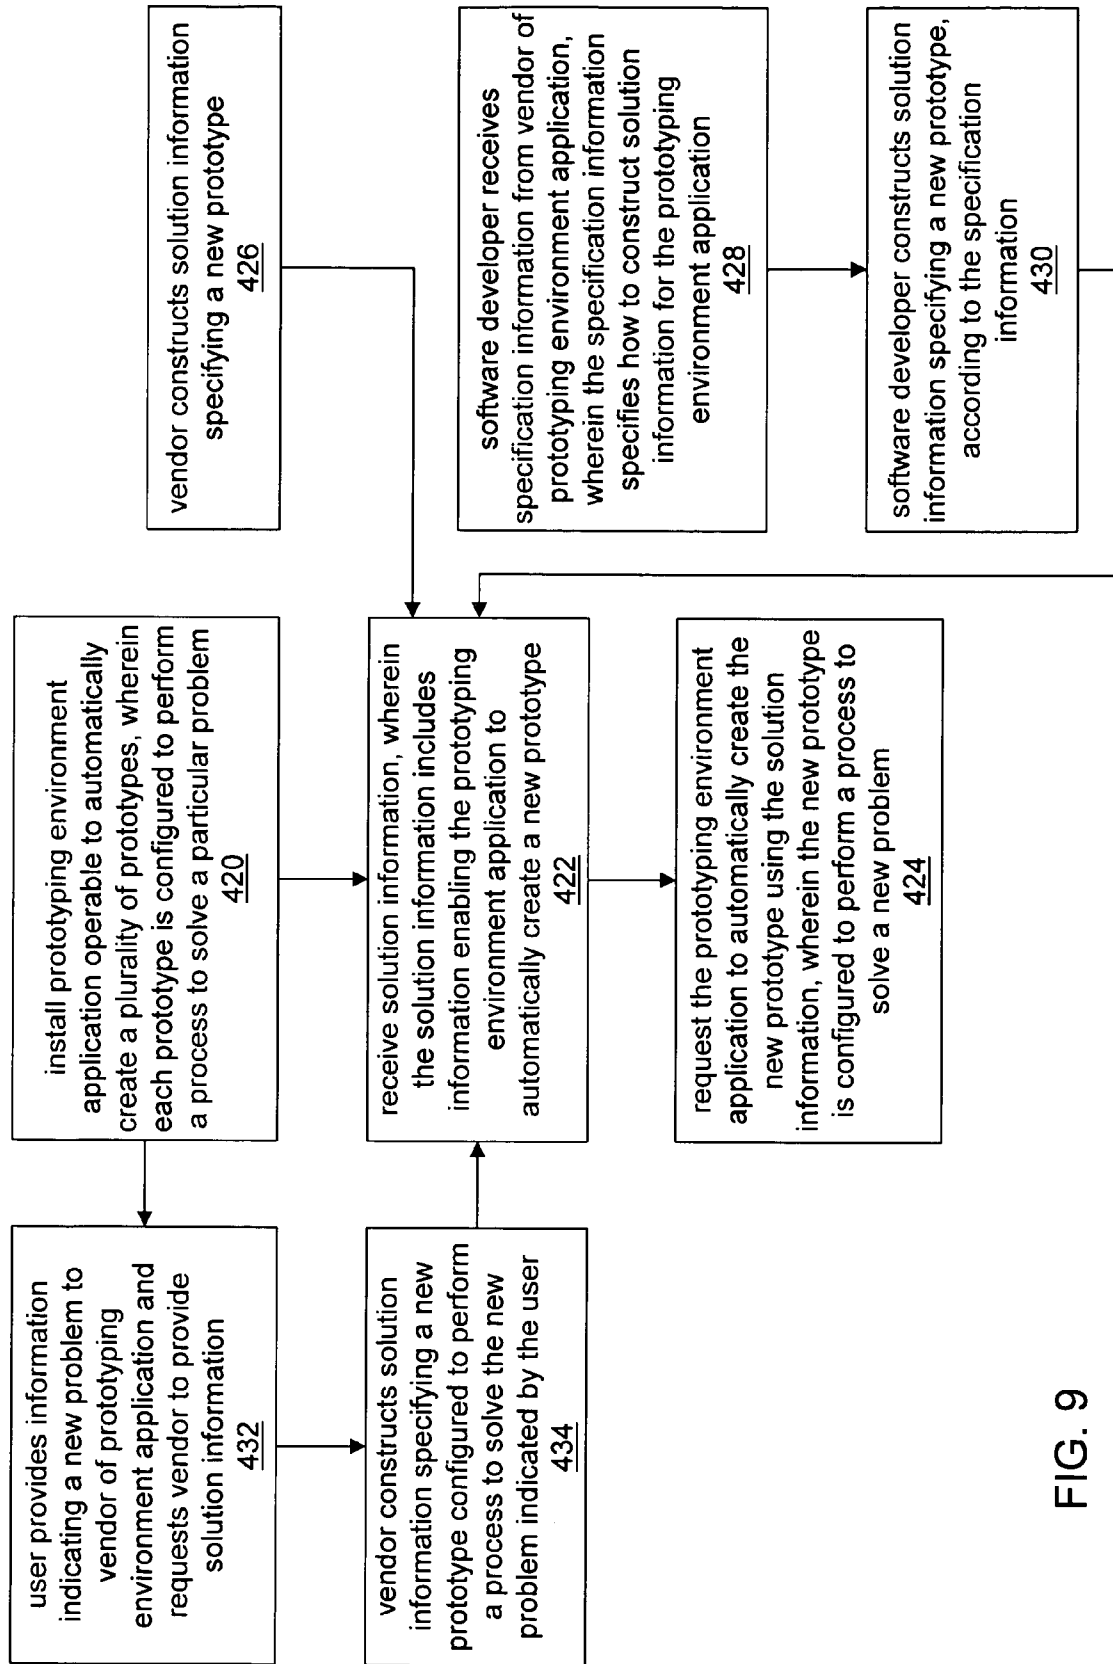 user provides information
indicating a new problem to
vendor of prototyping
environment application and
requests vendor to provide
solution information
432
vendor constructs solution
information specifying a new
prototype configured to perform
a process to solve the new
problem indicated by the user
434
install prototyping environment
application operable to automatically
create a plurality of prototypes, wherein
each prototype is configured to perform
a process to solve a particular problem
420
receive solution information, wherein
the solution information includes
information enabling the prototyping
environment application to
automatically create a new prototype
422
request the prototyping environment
application to automatically create the
new prototype using the solution
information, wherein the new prototype
is configured to perform a process to
solve a new problem
424
vendor constructs solution information
specifying a new prototype
426
software developer receives
specification information from vendor of
prototyping environment application,
wherein the specification information
specifies how to construct solution
information for the prototyping
environment application
428
software developer constructs solution
information specifying a new prototype,
according to the specification
information
430
FIG. 9